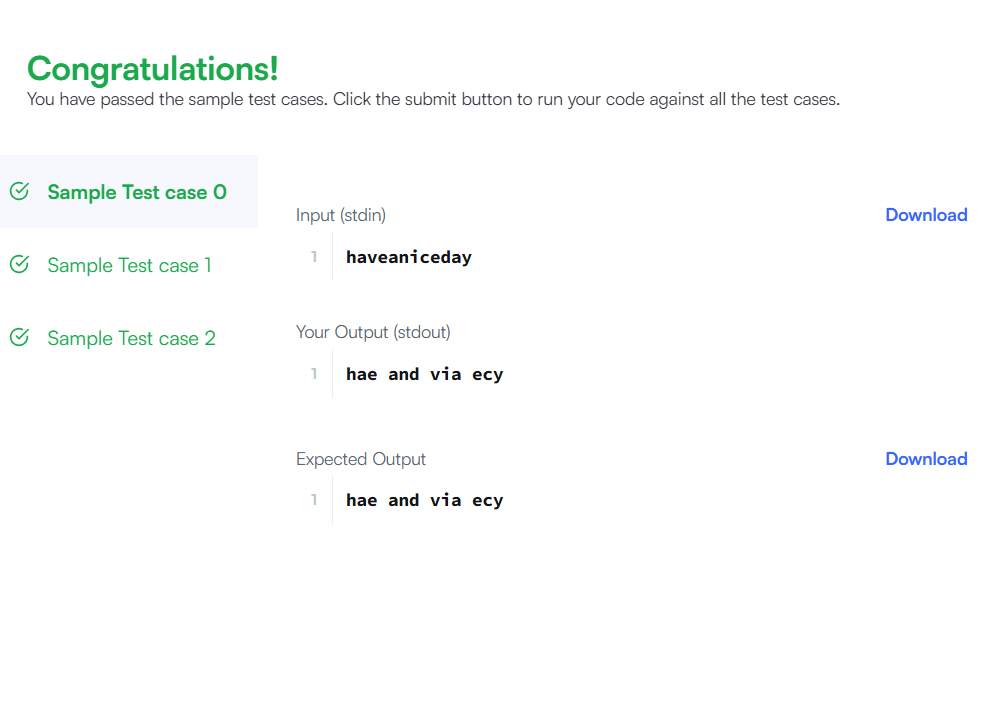 Congratulations!
You have passed the sample test cases. Click the submit button to run your code against all the test cases.
Sample Test case 0
Sample Test case 1
Sample Test case 2
Input (stdin)
Download
1 haveaniceday
Your Output (stdout)
1 hae and via ecy
Expected Output
Download
1 hae and via ecy